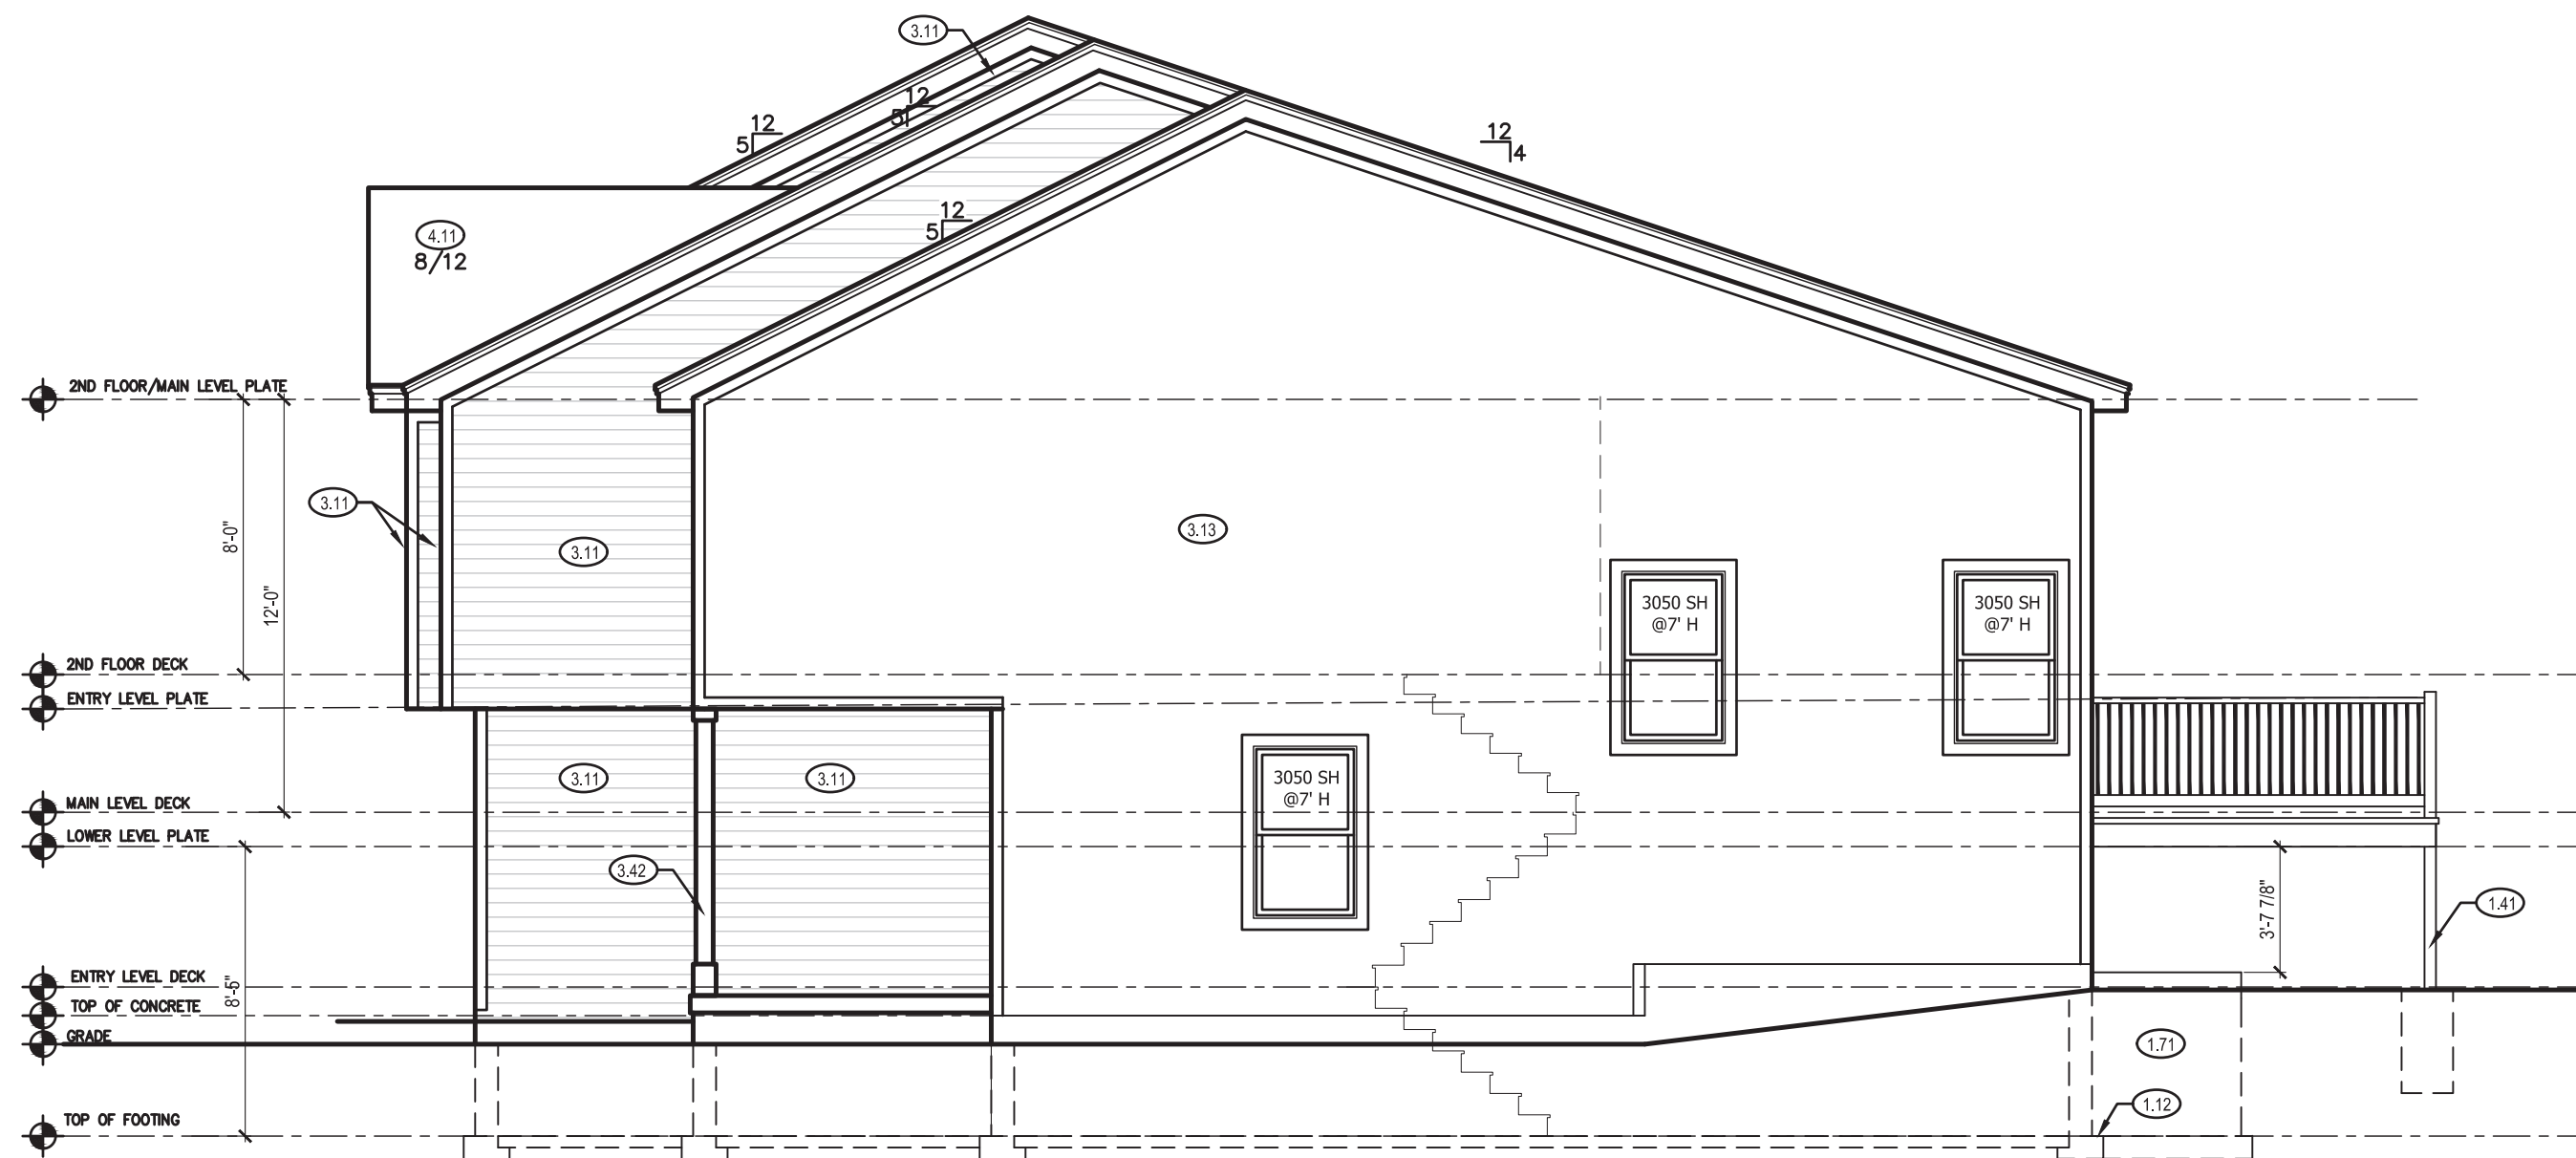 3.11
12
5
12
5
12
4
12
5
4.11
8/12
2ND FLOOR/MAIN LEVEL PLATE
3.11
8'-0"
12'-0"
3.11
3.13
3050 SH
@7' H
3050 SH
@7' H
2ND FLOOR DECK
ENTRY LEVEL PLATE
3.11
3.11
3050 SH
@7' H
MAIN LEVEL DECK
LOWER LEVEL PLATE
3.42
3'-7 7/8"
1.41
ENTRY LEVEL DECK
8'-5"
TOP OF CONCRETE
GRADE
1.71
1.12
TOP OF FOOTING